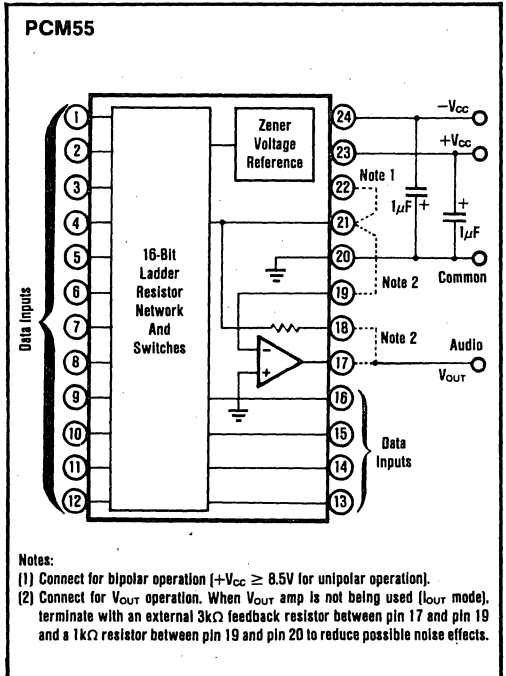 PCM55
1
2
3
4
5
6
7
8
9
10
11
12
Data Inputs
16-Bit
Ladder
Resistor
Network
And
Switches
Zener
Voltage
Reference
24
23
22
21
20
19
18
17
16
15
14
13
−VCC
+VCC
Note 1
1µF +
+
1µF
Common
Note 2
Note 2
Audio
VOUT
Data
Inputs
Notes:
(1) Connect for bipolar operation (+VCC ≥ 8.5V for unipolar operation).
(2) Connect for VOUT operation. When VOUT amp is not being used (IOUT mode),
terminate with an external 3kΩ feedback resistor between pin 17 and pin 19
and a 1kΩ resistor between pin 19 and pin 20 to reduce possible noise effects.